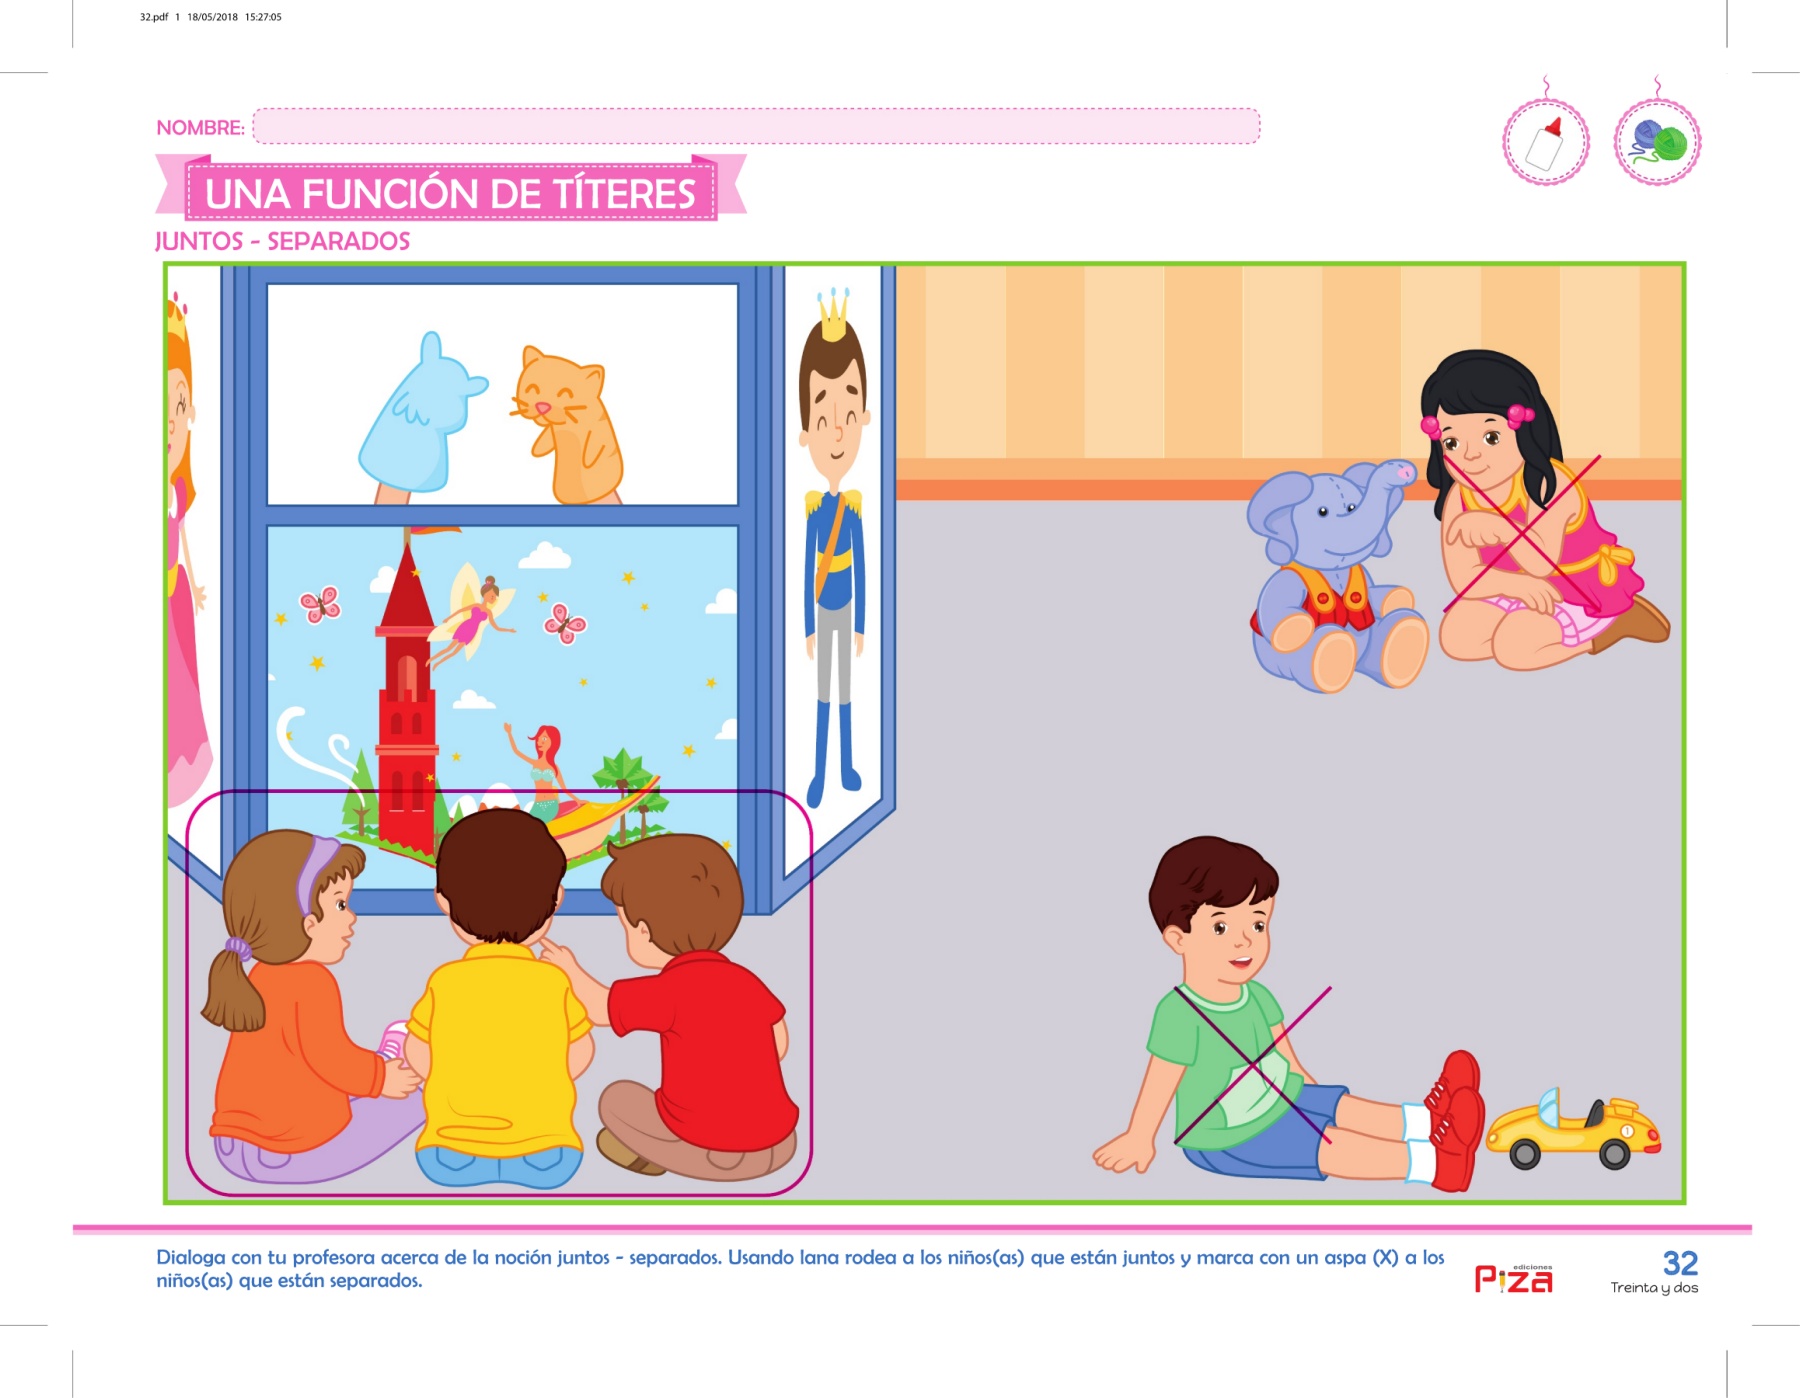 32.pdf 1 18/05/2018 15:27:05
NOMBRE:
UNA FUNCIÓN DE TÍTERES
JUNTOS - SEPARADOS
1
Dialoga con tu profesora acerca de la noción juntos - separados. Usando lana rodea a los niños(as) que están juntos y marca con un aspa (X) a los
niños(as) que están separados.
ediciones
Piza
32
Treinta y dos